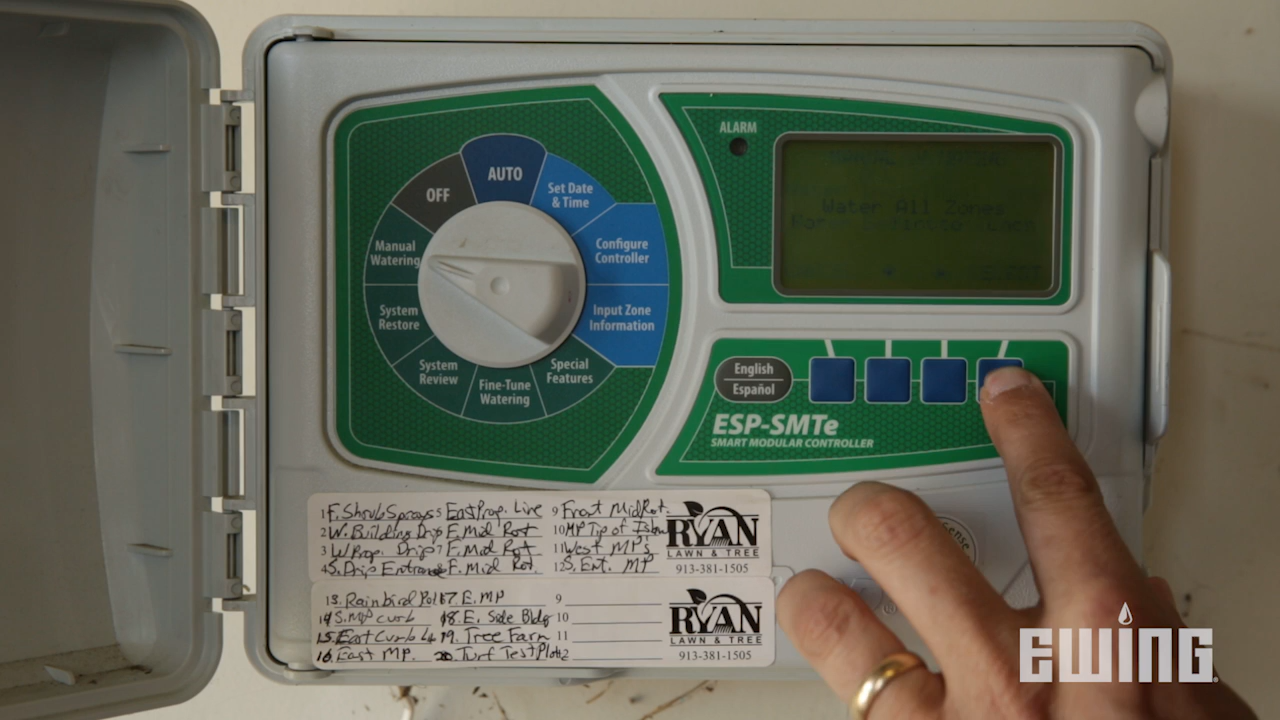 OFF
AUTO
Set Date
& Time
Configure
Controller
Input Zone
Information
Special
Features
Fine-Tune
Watering
System
Review
System
Restore
Manual
Watering
ALARM
Water All Zones
English
Español
ESP-SMTe
SMART MODULAR CONTROLLER
1 F. Shrub Sprays 5 East Prop. Line 9 Front Mid Rot.
2 W. Building Drip F. Mid Rot 10 MP Tip of
3 W Prop. Drip 7 F. Mid Rot 11 West MP's
4 S. Drip Entrance F. Mid Rot. 12 S. Ent. MP
RYAN
LAWN & TREE
913-381-1505
13. Rainbird 17. E. MP 9
14 S. MP curb 18. E. Side Bldg 10
15 East Curb 19. Tree Farm 11
16. East MP. 20. Turf Test Plot 12
RYAN
LAWN & TREE
913-381-1505
EWING